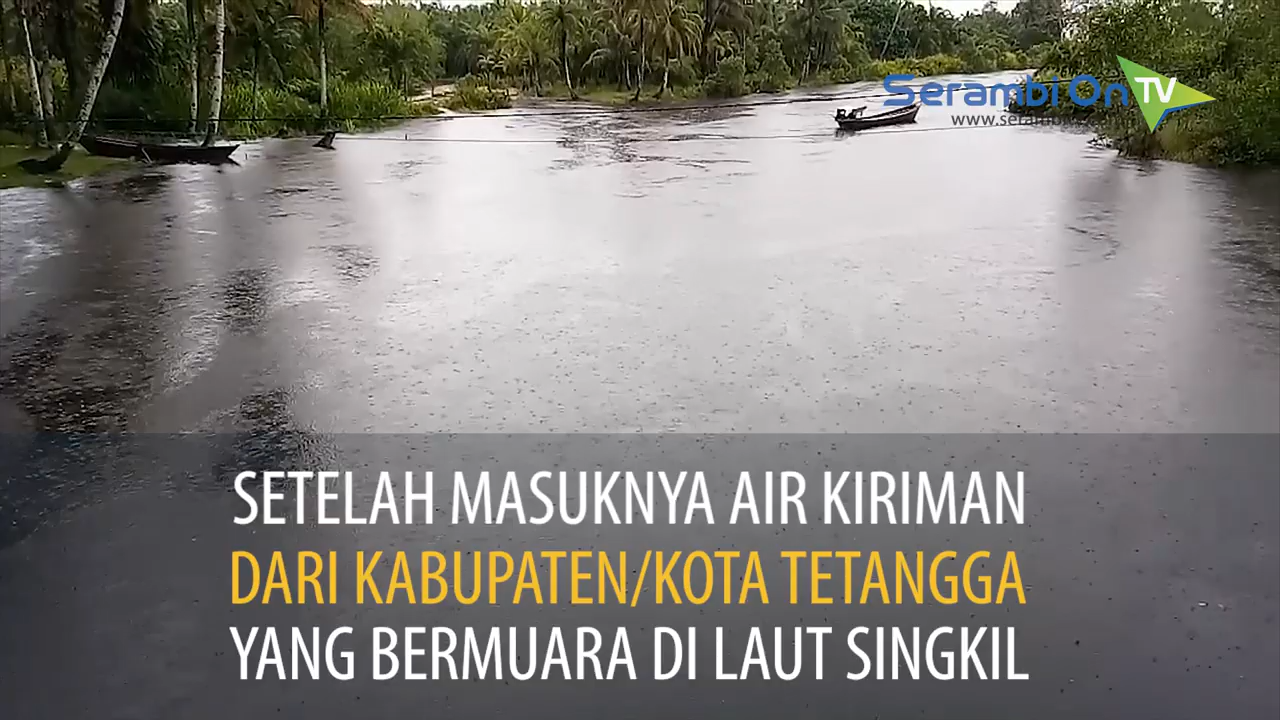 Serambi On TV
SETELAH MASUKNYA AIR KIRIMAN
DARI KABUPATEN/KOTA TETANGGA
YANG BERMUARA DI LAUT SINGKIL